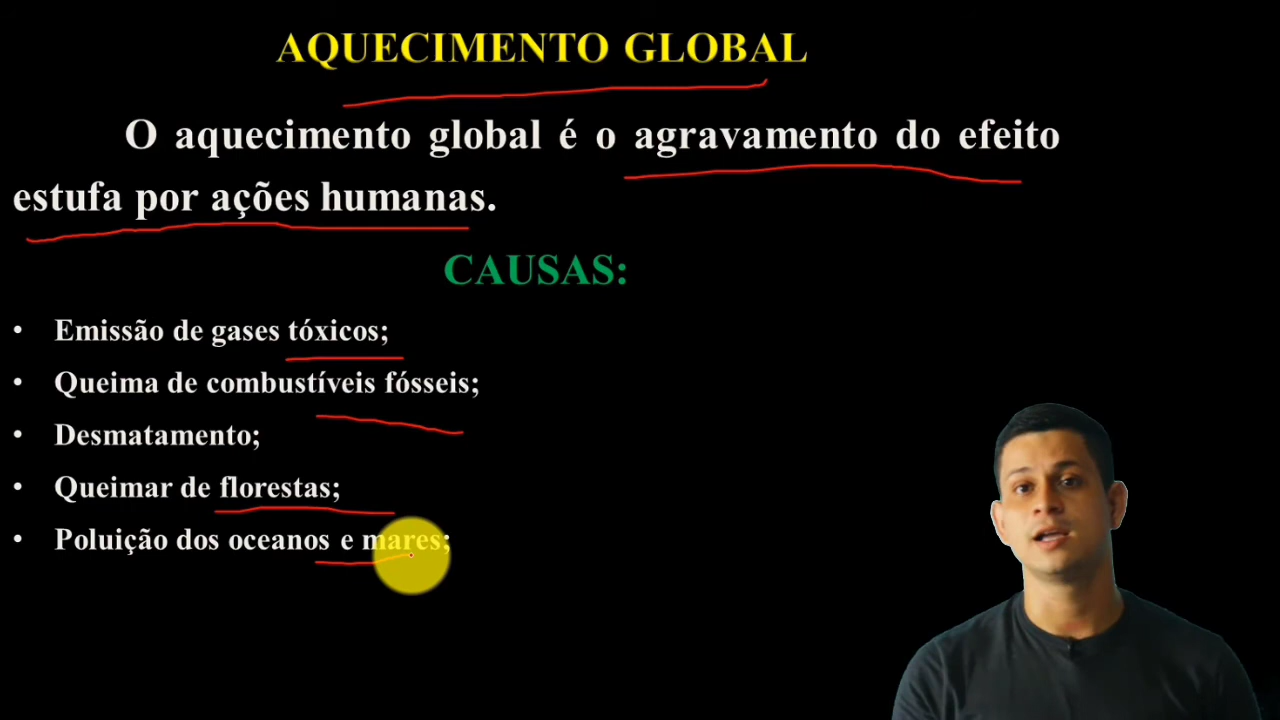 AQUECIMENTO GLOBAL
O aquecimento global é o agravamento do efeito
estufa por ações humanas.
CAUSAS:
• Emissão de gases tóxicos;
• Queima de combustíveis fósseis;
• Desmatamento;
• Queimar de florestas;
• Poluição dos oceanos e mares;